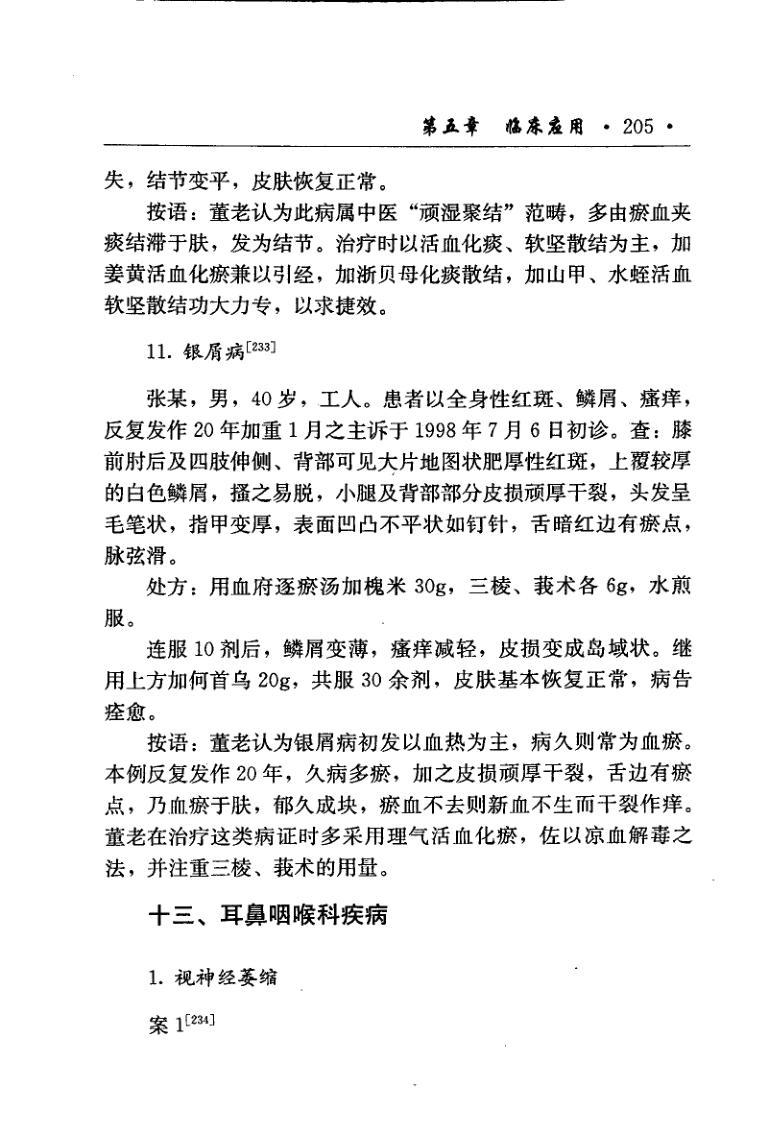 第五章 临床应用 · 205 ·
失，结节变平，皮肤恢复正常。
按语：董老认为此病属中医“顽湿聚结”范畴，多由瘀血夹
痰结滞于肤，发为结节。治疗时以活血化痰、软坚散结为主，加
姜黄活血化瘀兼以引经，加浙贝母化痰散结，加山甲、水蛭活血
软坚散结功大力专，以求捷效。
11. 银屑病[233]
张某，男，40 岁，工人。患者以全身性红斑、鳞屑、瘙痒，
反复发作 20 年加重 1 月之主诉于 1998 年 7 月 6 日初诊。查：膝
前肘后及四肢伸侧、背部可见大片地图状肥厚性红斑，上覆较厚
的白色鳞屑，搔之易脱，小腿及背部部分皮损顽厚干裂，头发呈
毛笔状，指甲变厚，表面凹凸不平状如钉针，舌暗红边有瘀点，
脉弦滑。
处方：用血府逐瘀汤加槐米 30g，三棱、莪术各 6g，水煎
服。
连服 10 剂后，鳞屑变薄，瘙痒减轻，皮损变成岛域状。继
用上方加何首乌 20g，共服 30 余剂，皮肤基本恢复正常，病告
痊愈。
按语：董老认为银屑病初发以血热为主，病久则常为血瘀。
本例反复发作 20 年，久病多瘀，加之皮损顽厚干裂，舌边有瘀
点，乃血瘀于肤，郁久成块，瘀血不去则新血不生而干裂作痒。
董老在治疗这类病证时多采用理气活血化瘀，佐以凉血解毒之
法，并注重三棱、莪术的用量。
十三、耳鼻咽喉科疾病
1. 视神经萎缩
案 1[234]